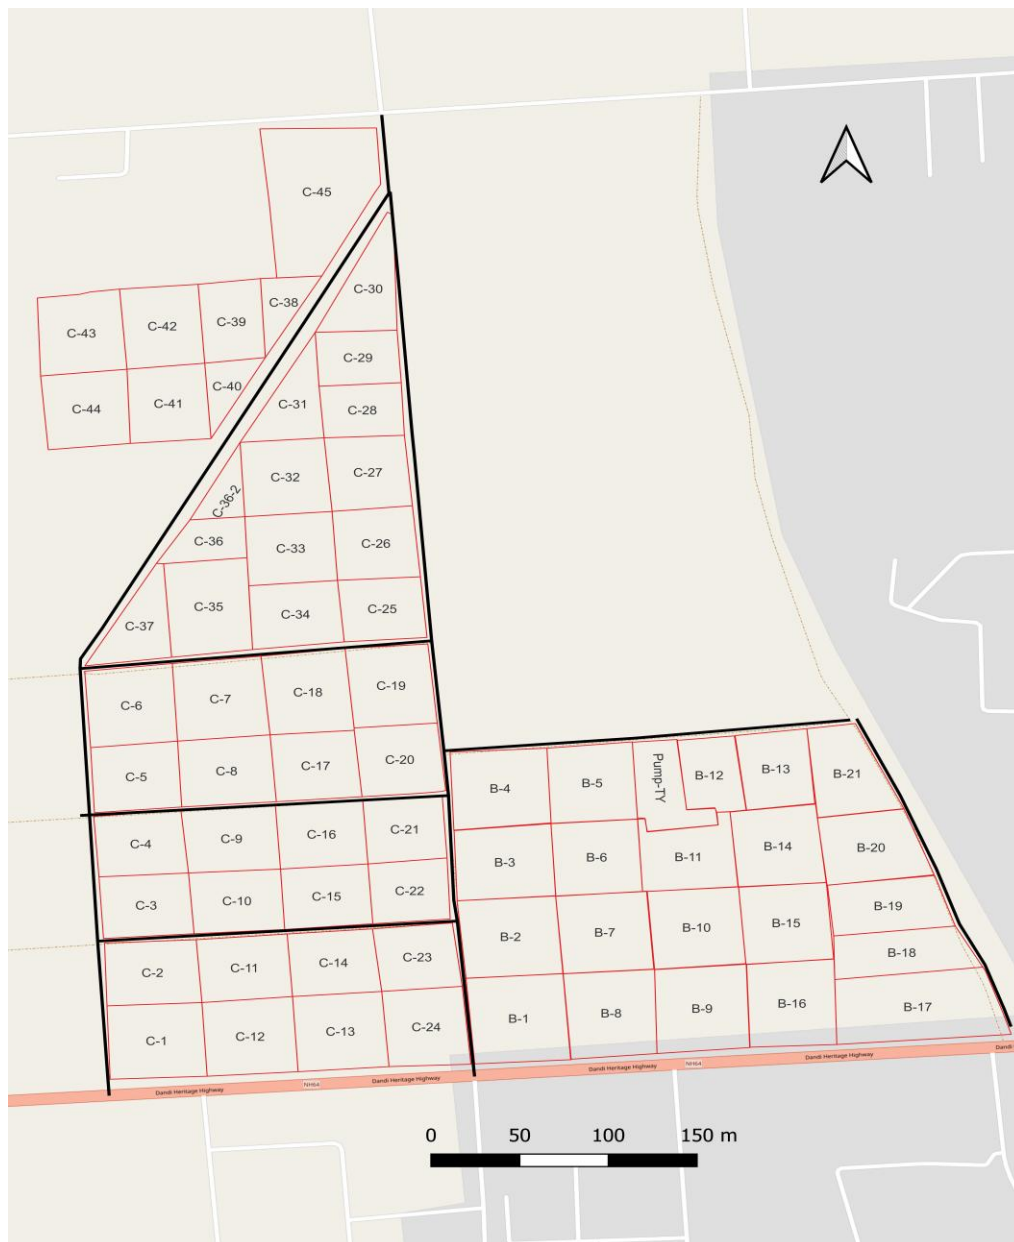 C-45
C-30
C-38
C-43
C-42
C-39
C-29
C-40
C-44
C-41
C-31
C-28
C-32
C-27
C-36-2
C-36
C-33
C-26
C-35
C-34
C-25
C-37
C-6
C-7
C-18
C-19
C-5
C-8
C-17
C-20
B-4
B-5
Pump-TY
B-12
B-13
B-21
C-4
C-9
C-16
C-21
B-3
B-6
B-11
B-14
B-20
C-3
C-10
C-15
C-22
B-2
B-7
B-10
B-15
B-19
B-18
C-2
C-11
C-14
C-23
C-1
C-12
C-13
C-24
B-1
B-8
B-9
B-16
B-17
Dandi Heritage Highway
NH64
Dandi Heritage Highway
Dandi Heritage Highway
NH64
Dandi Heritage Highway
Dandi
0 50 100 150 m